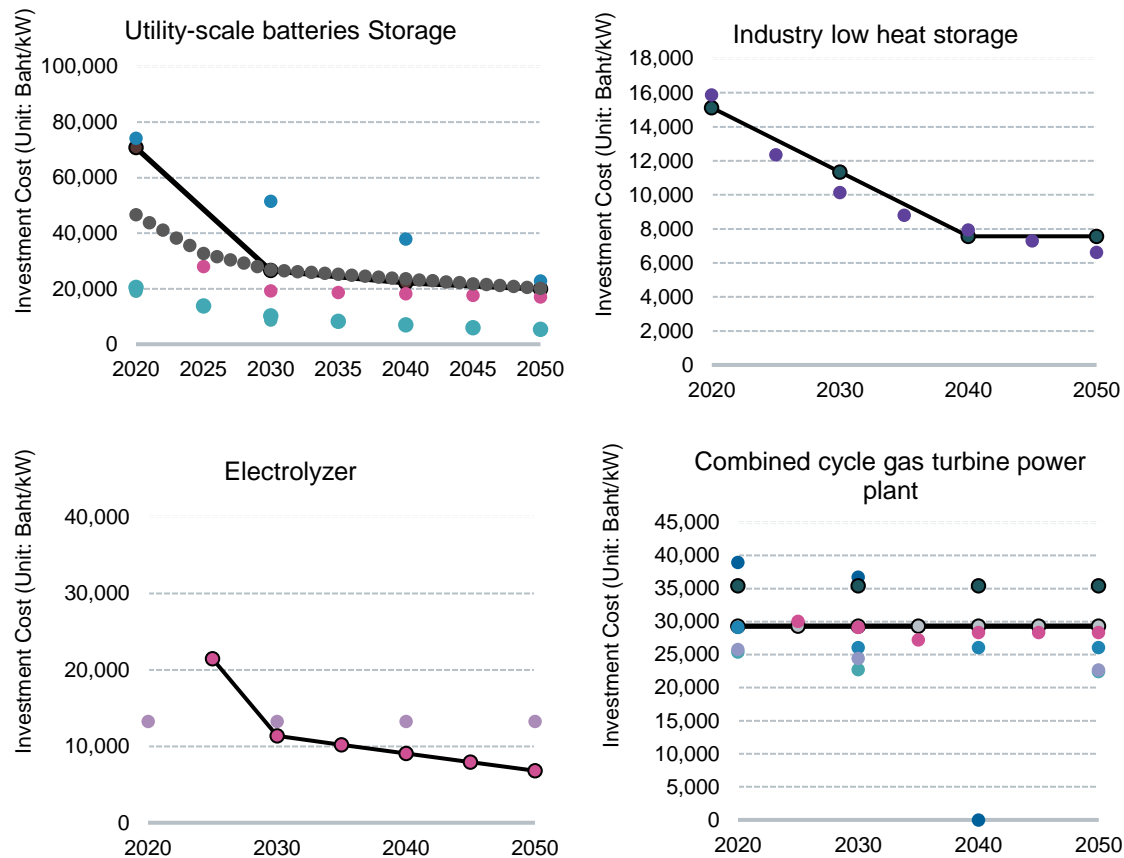 Utility-scale batteries Storage
Investment Cost (Unit: Baht/kW)
100,000
80,000
60,000
40,000
20,000
0
2020 2025 2030 2035 2040 2045 2050
Industry low heat storage
Investment Cost (Unit: Baht/kW)
18,000
16,000
14,000
12,000
10,000
8,000
6,000
4,000
2,000
0
2020 2030 2040 2050
Electrolyzer
Investment Cost (Unit: Baht/kW)
40,000
30,000
20,000
10,000
0
2020 2030 2040 2050
Combined cycle gas turbine power
plant
Investment Cost (Unit: Baht/kW)
45,000
40,000
35,000
30,000
25,000
20,000
15,000
10,000
5,000
0
2020 2030 2040 2050